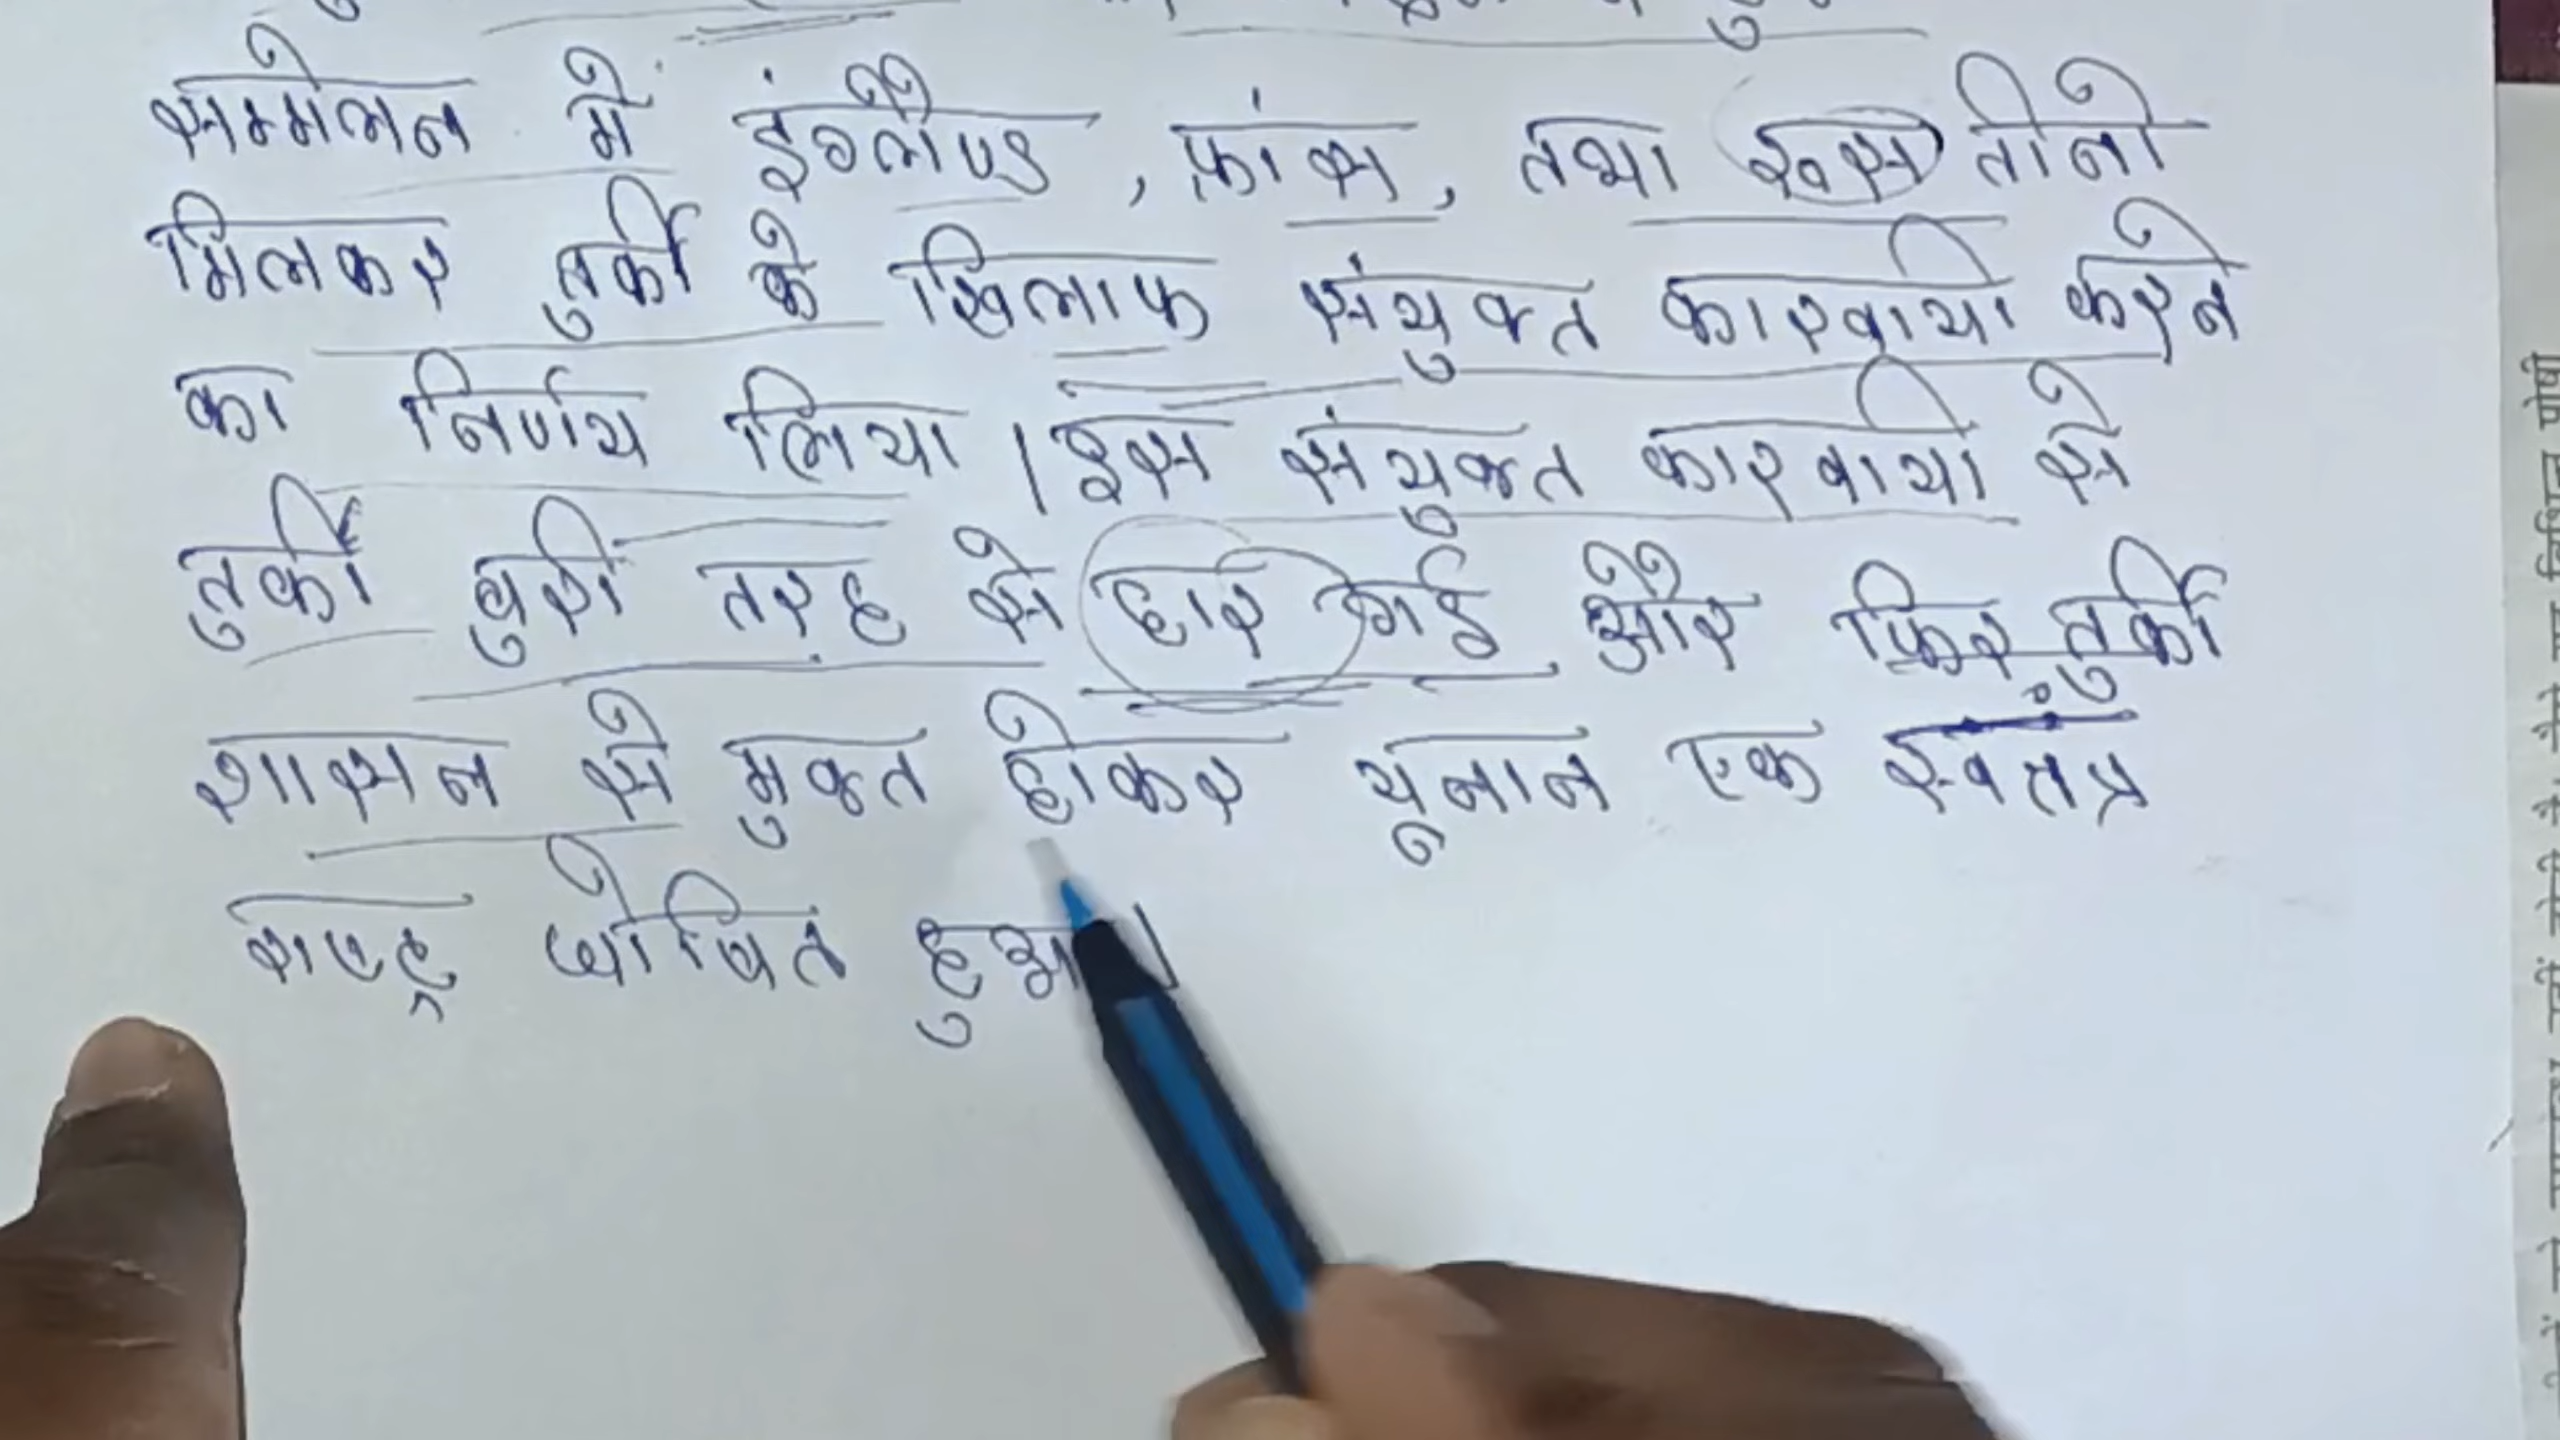 सम्मेलन में इंग्लैण्ड, फ्रांस, तथा रूस तीनो
मिलकर तुर्की के खिलाफ संयुक्त कारवायी करने
का निर्णय लिया । इस संयुक्त कारवायी से
तुर्की बुरी तरह से हार गई और फिर तुर्की
शासन से मुक्त होकर यूनान एक स्वतंत्र
राष्ट्र घोषित हुआ ।